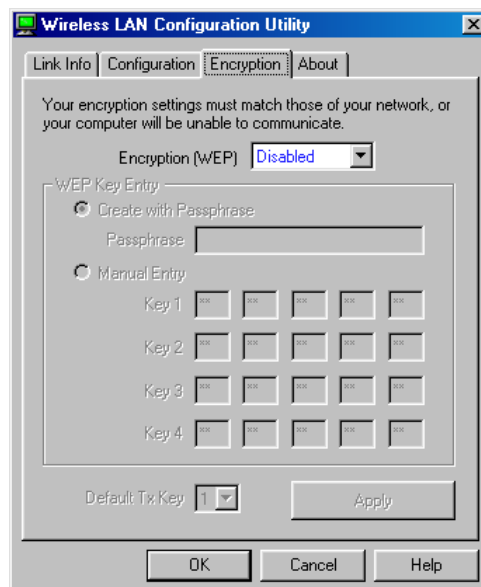 Wireless LAN Configuration Utility
Link Info Configuration Encryption About
Your encryption settings must match those of your network, or
your computer will be unable to communicate.
Encryption (WEP) Disabled
WEP Key Entry
Create with Passphrase
Passphrase
Manual Entry
Key 1 ** ** ** ** **
Key 2 ** ** ** ** **
Key 3 ** ** ** ** **
Key 4 ** ** ** ** **
Default Tx Key 1 Apply
OK Cancel Help